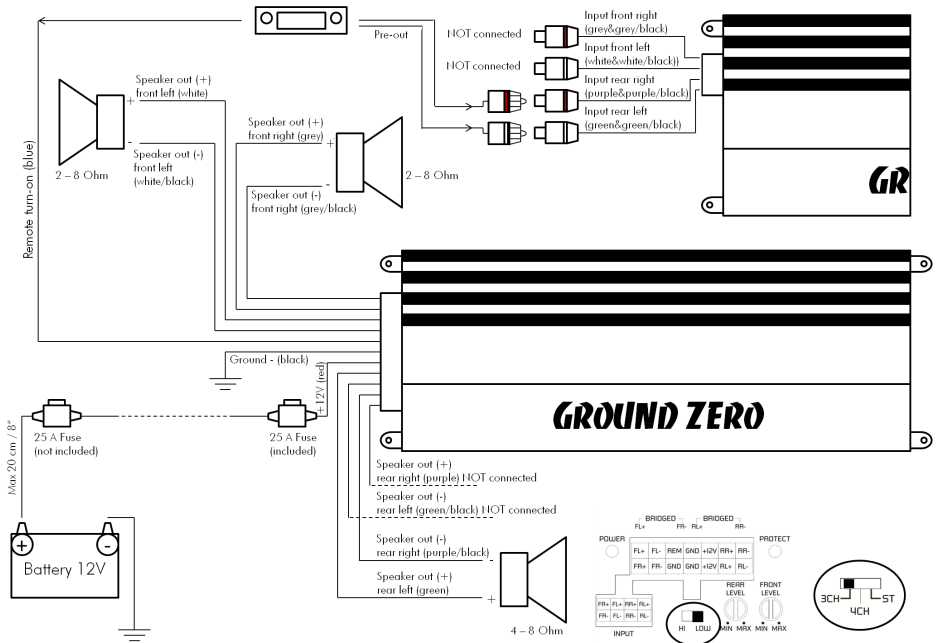 Pre-out
NOT connected
Input front right
(grey&grey/black)
NOT connected
Input front left
(white&white/black))
Input rear right
(purple&purple/black)
Input rear left
(green&green/black)
GR
Speaker out (+)
front left (white)
+
-
Speaker out (-)
front left
(white/black)
2 – 8 Ohm
Speaker out (+)
front right (grey)
+
-
Speaker out (-)
front right (grey/black)
2 – 8 Ohm
Remote turn-on (blue)
Ground - (black)
+12V (red)
GROUND ZERO
25 A Fuse
(not included)
25 A Fuse
(included)
Max 20 cm / 8"
+
-
Battery 12V
Speaker out (+)
rear right (purple) NOT connected
Speaker out (-)
rear left (green/black) NOT connected
Speaker out (-)
rear right (purple/black)
-
Speaker out (+)
rear left (green)
+
4 – 8 Ohm
BRIDGED BRIDGED
FL+ FR- RL+ RR-
POWER PROTECT
FL+ FL- REM GND +12V RR+ RR-
FR+ FR- GND GND +12V RL+ RL-
REAR LEVEL
FRONT LEVEL
FR+ FL+ RR+ RL+
FR- FL- RR- RL-
INPUT
HI LOW
MIN MAX MIN MAX
3CH ST
4CH